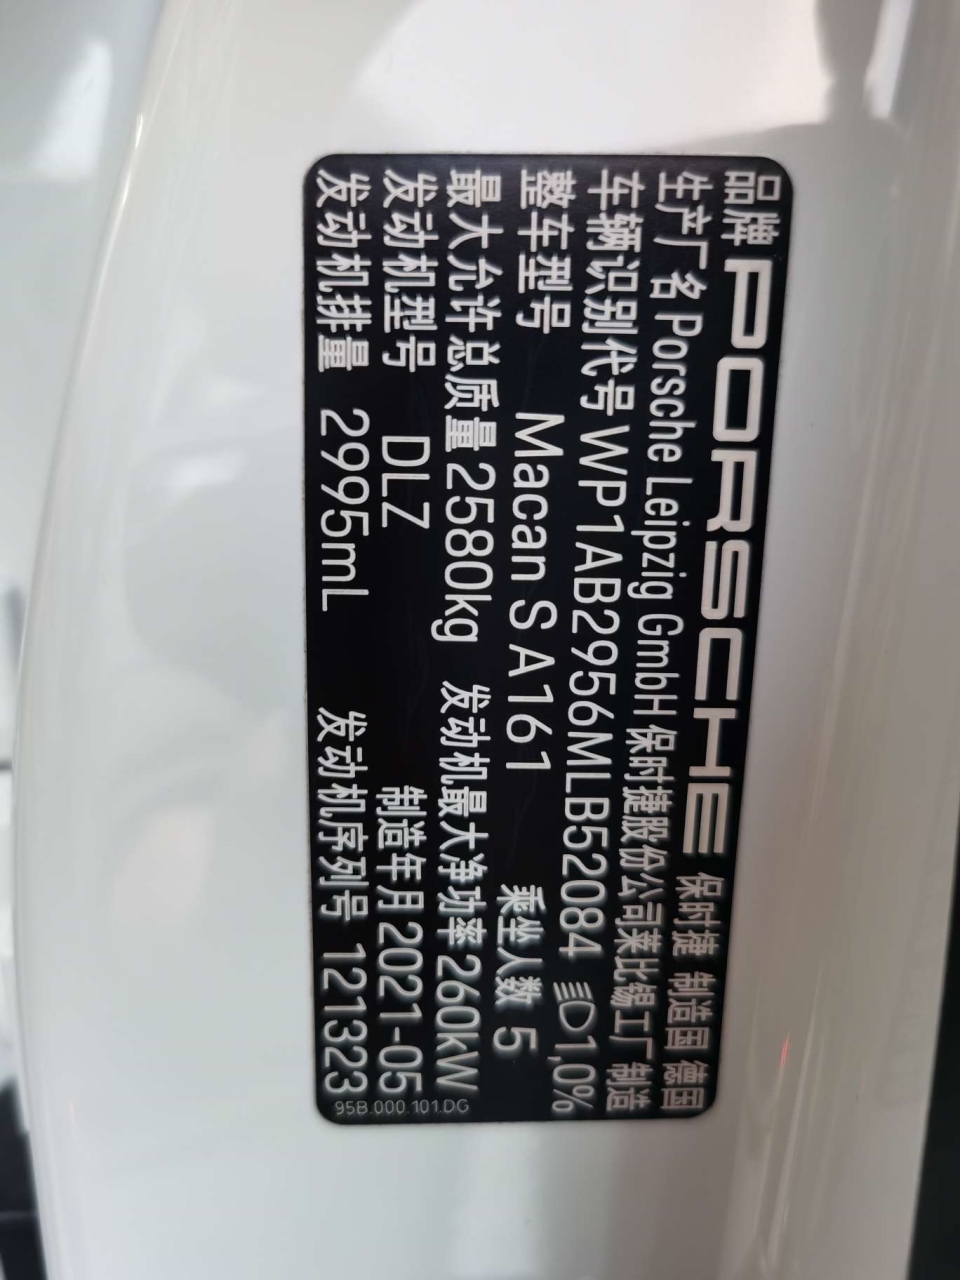 品牌 PORSCHE 保时捷 制造国 德国
生产厂名 Porsche Leipzig GmbH 保时捷股份公司莱比锡工厂 制造
车辆识别代号 WP1AB2956MLB52084 1,0%
整车型号 Macan S A161 乘坐人数 5
最大允许总质量 2580kg 发动机最大净功率 260kW
发动机型号 DLZ 制造年月 2021-05
发动机排量 2995mL 发动机序列号 121323
95B.000.101.DG